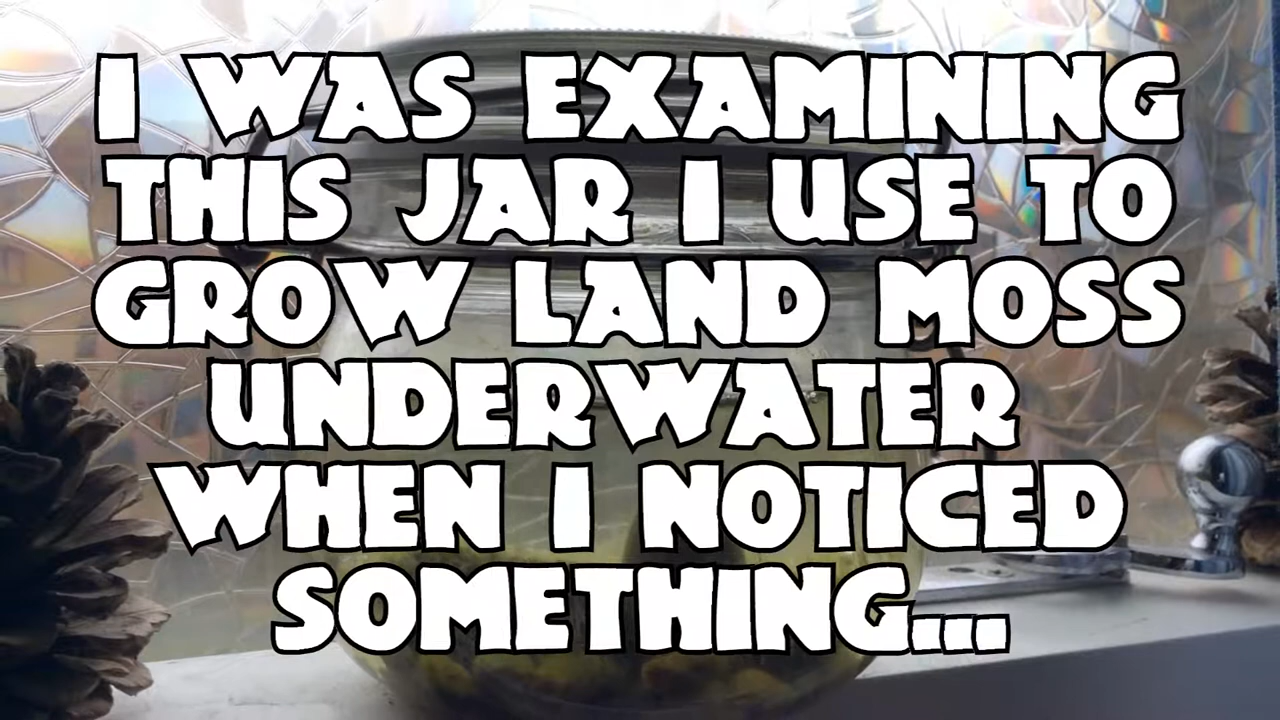 I WAS EXAMINING
THIS JAR I USE TO
GROW LAND MOSS
UNDERWATER
WHEN I NOTICED
SOMETHING...